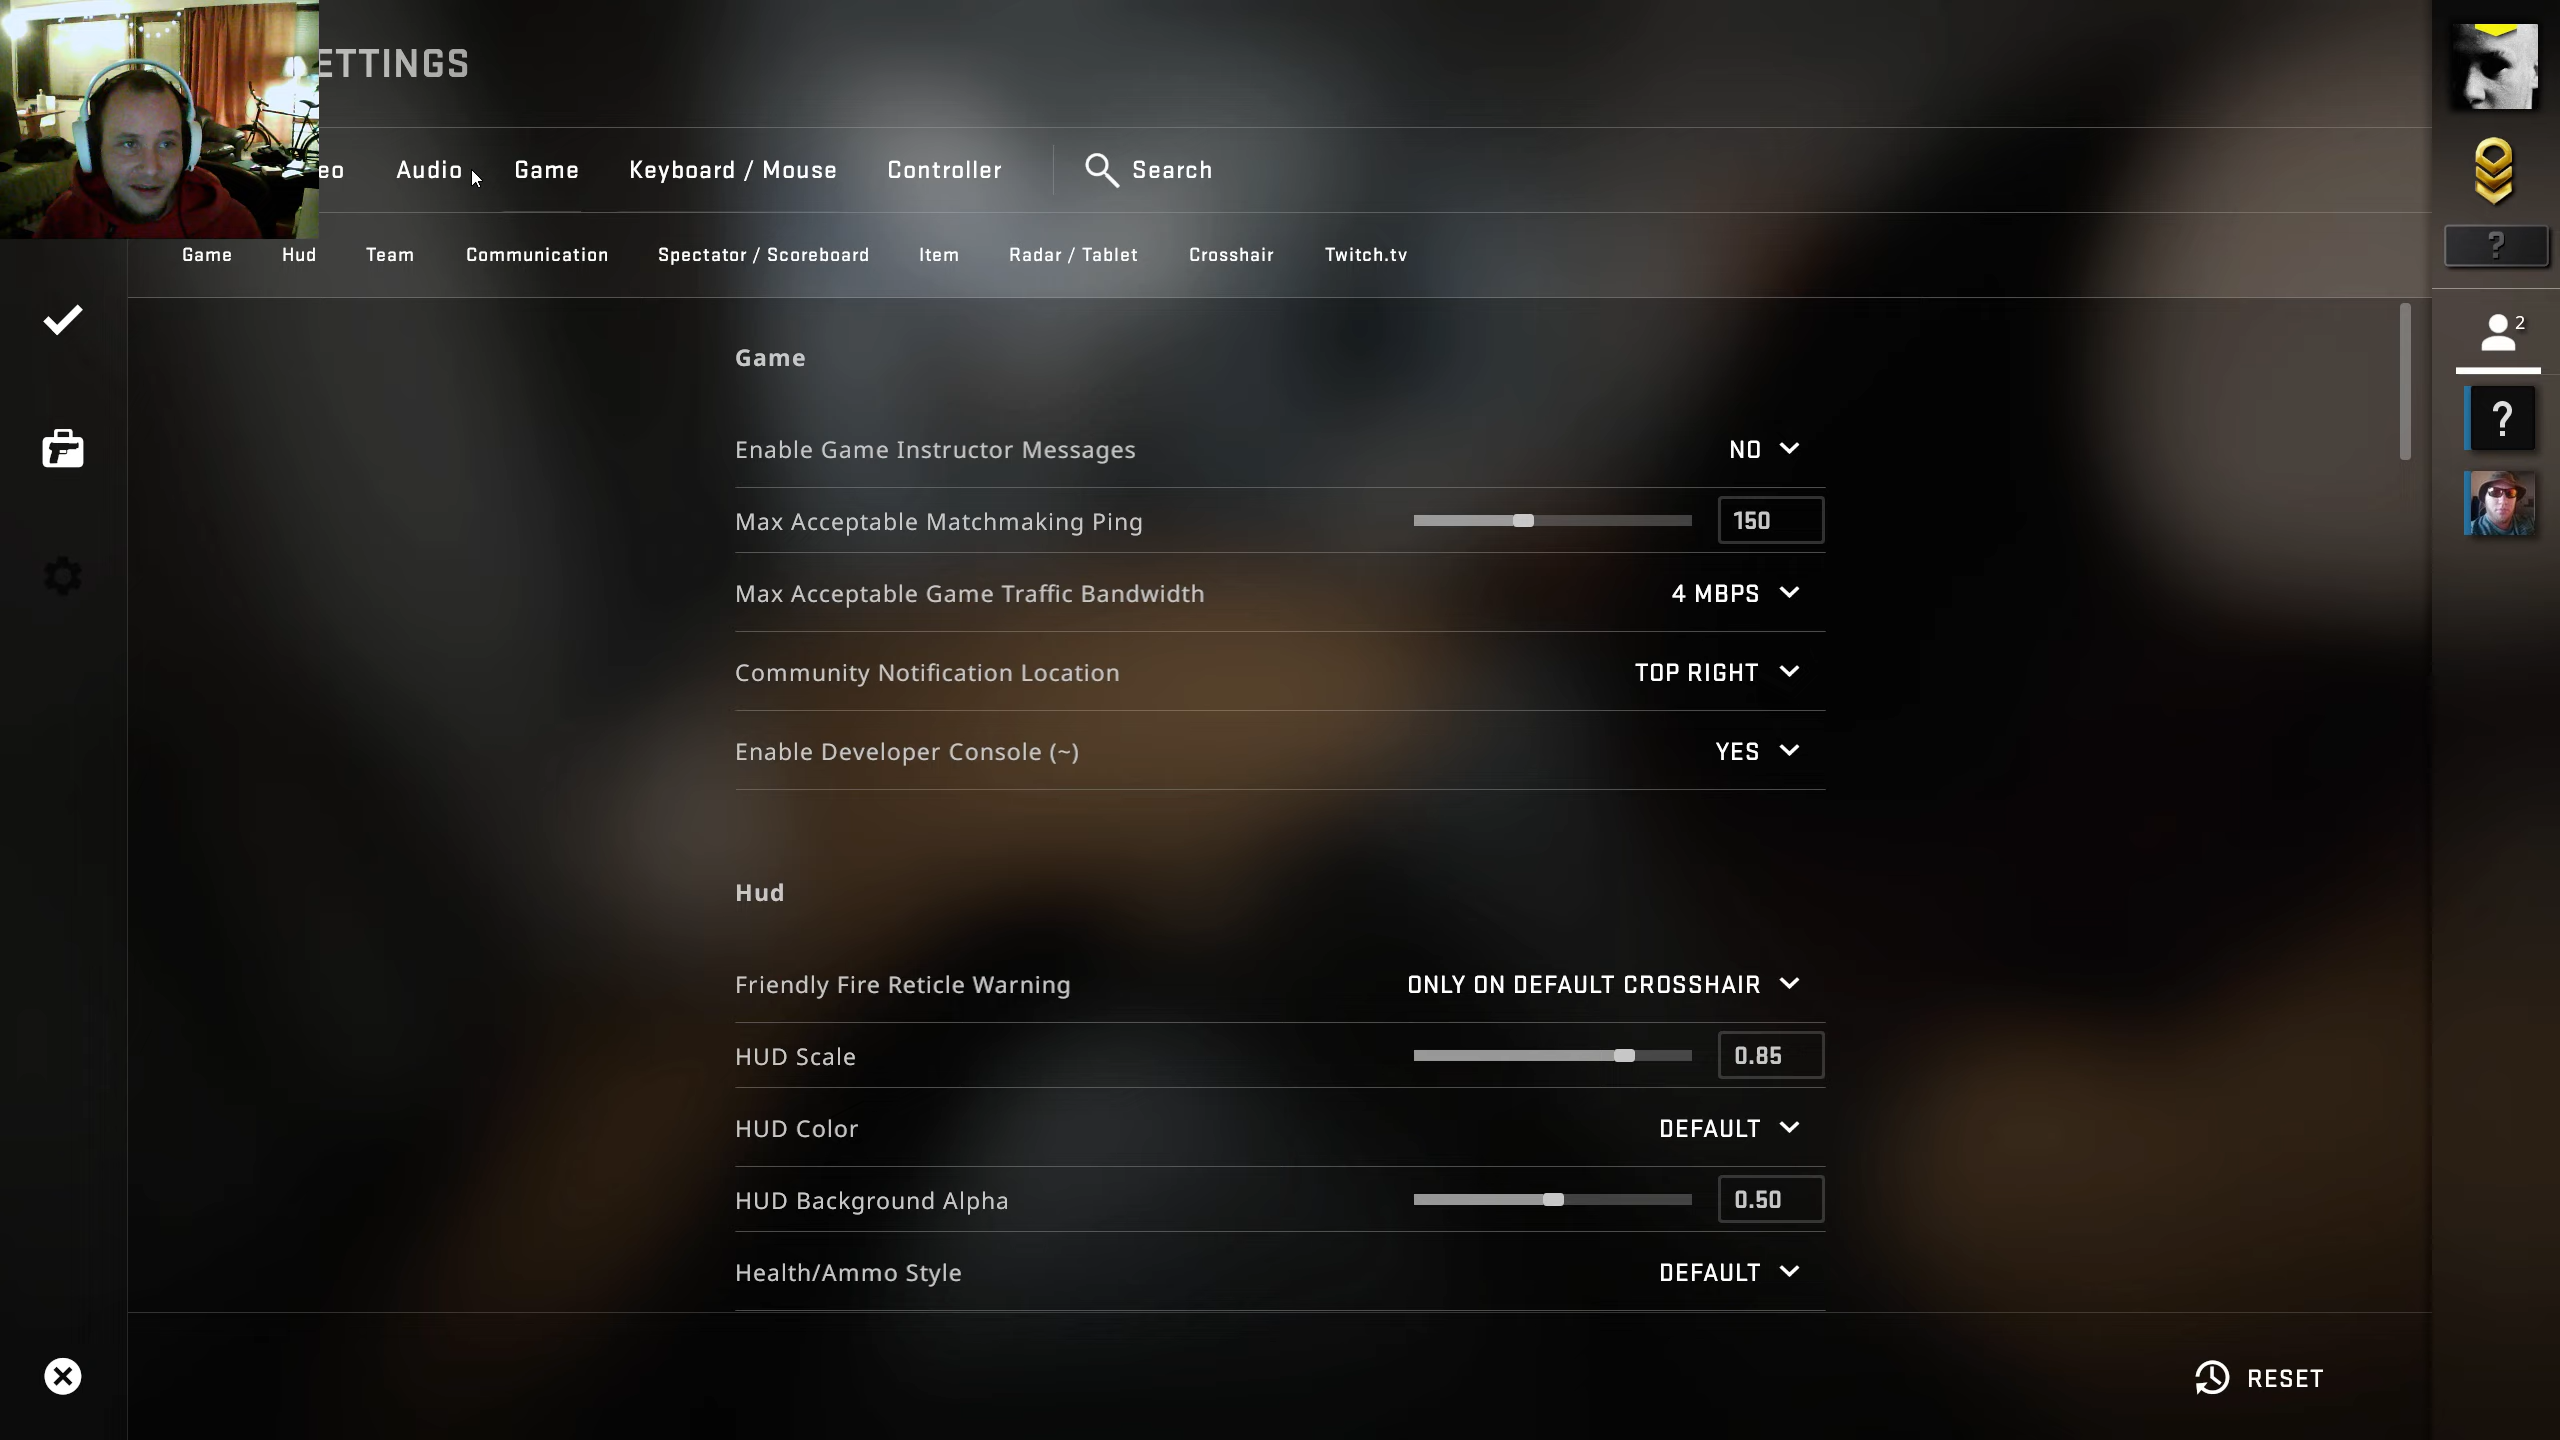 ETTINGS
eo Audio Game Keyboard / Mouse Controller Search
Game Hud Team Communication Spectator / Scoreboard Item Radar / Tablet Crosshair Twitch.tv
?
2
?
Game
Enable Game Instructor Messages NO
Max Acceptable Matchmaking Ping 150
Max Acceptable Game Traffic Bandwidth 4 MBPS
Community Notification Location TOP RIGHT
Enable Developer Console (~) YES
Hud
Friendly Fire Reticle Warning ONLY ON DEFAULT CROSSHAIR
HUD Scale 0.85
HUD Color DEFAULT
HUD Background Alpha 0.50
Health/Ammo Style DEFAULT
RESET